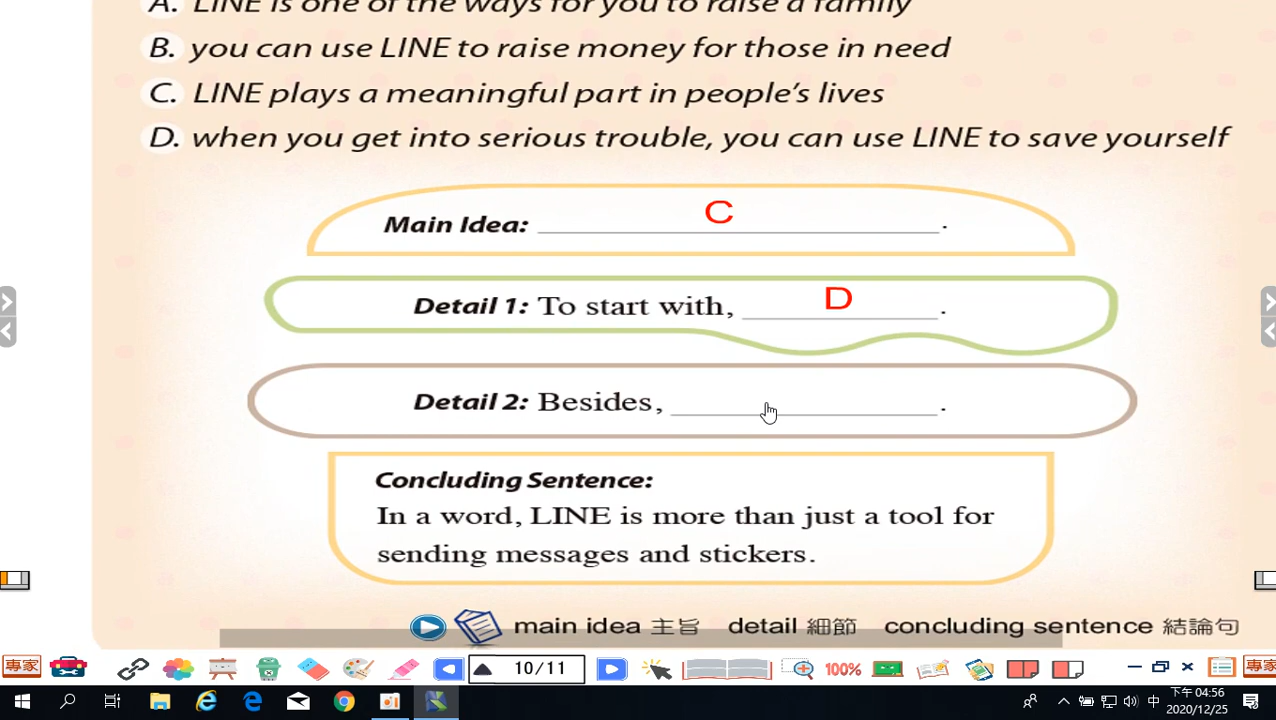 A. LINE is one of the ways for you to raise a family
B. you can use LINE to raise money for those in need
C. LINE plays a meaningful part in people's lives
D. when you get into serious trouble, you can use LINE to save yourself
Main Idea: C.
Detail 1: To start with, D.
Detail 2: Besides, .
Concluding Sentence:
In a word, LINE is more than just a tool for
sending messages and stickers.
main idea 主旨 detail 細節 concluding sentence 結論句
專家 10/11 100% 專家
中 下午 04:56
2020/12/25